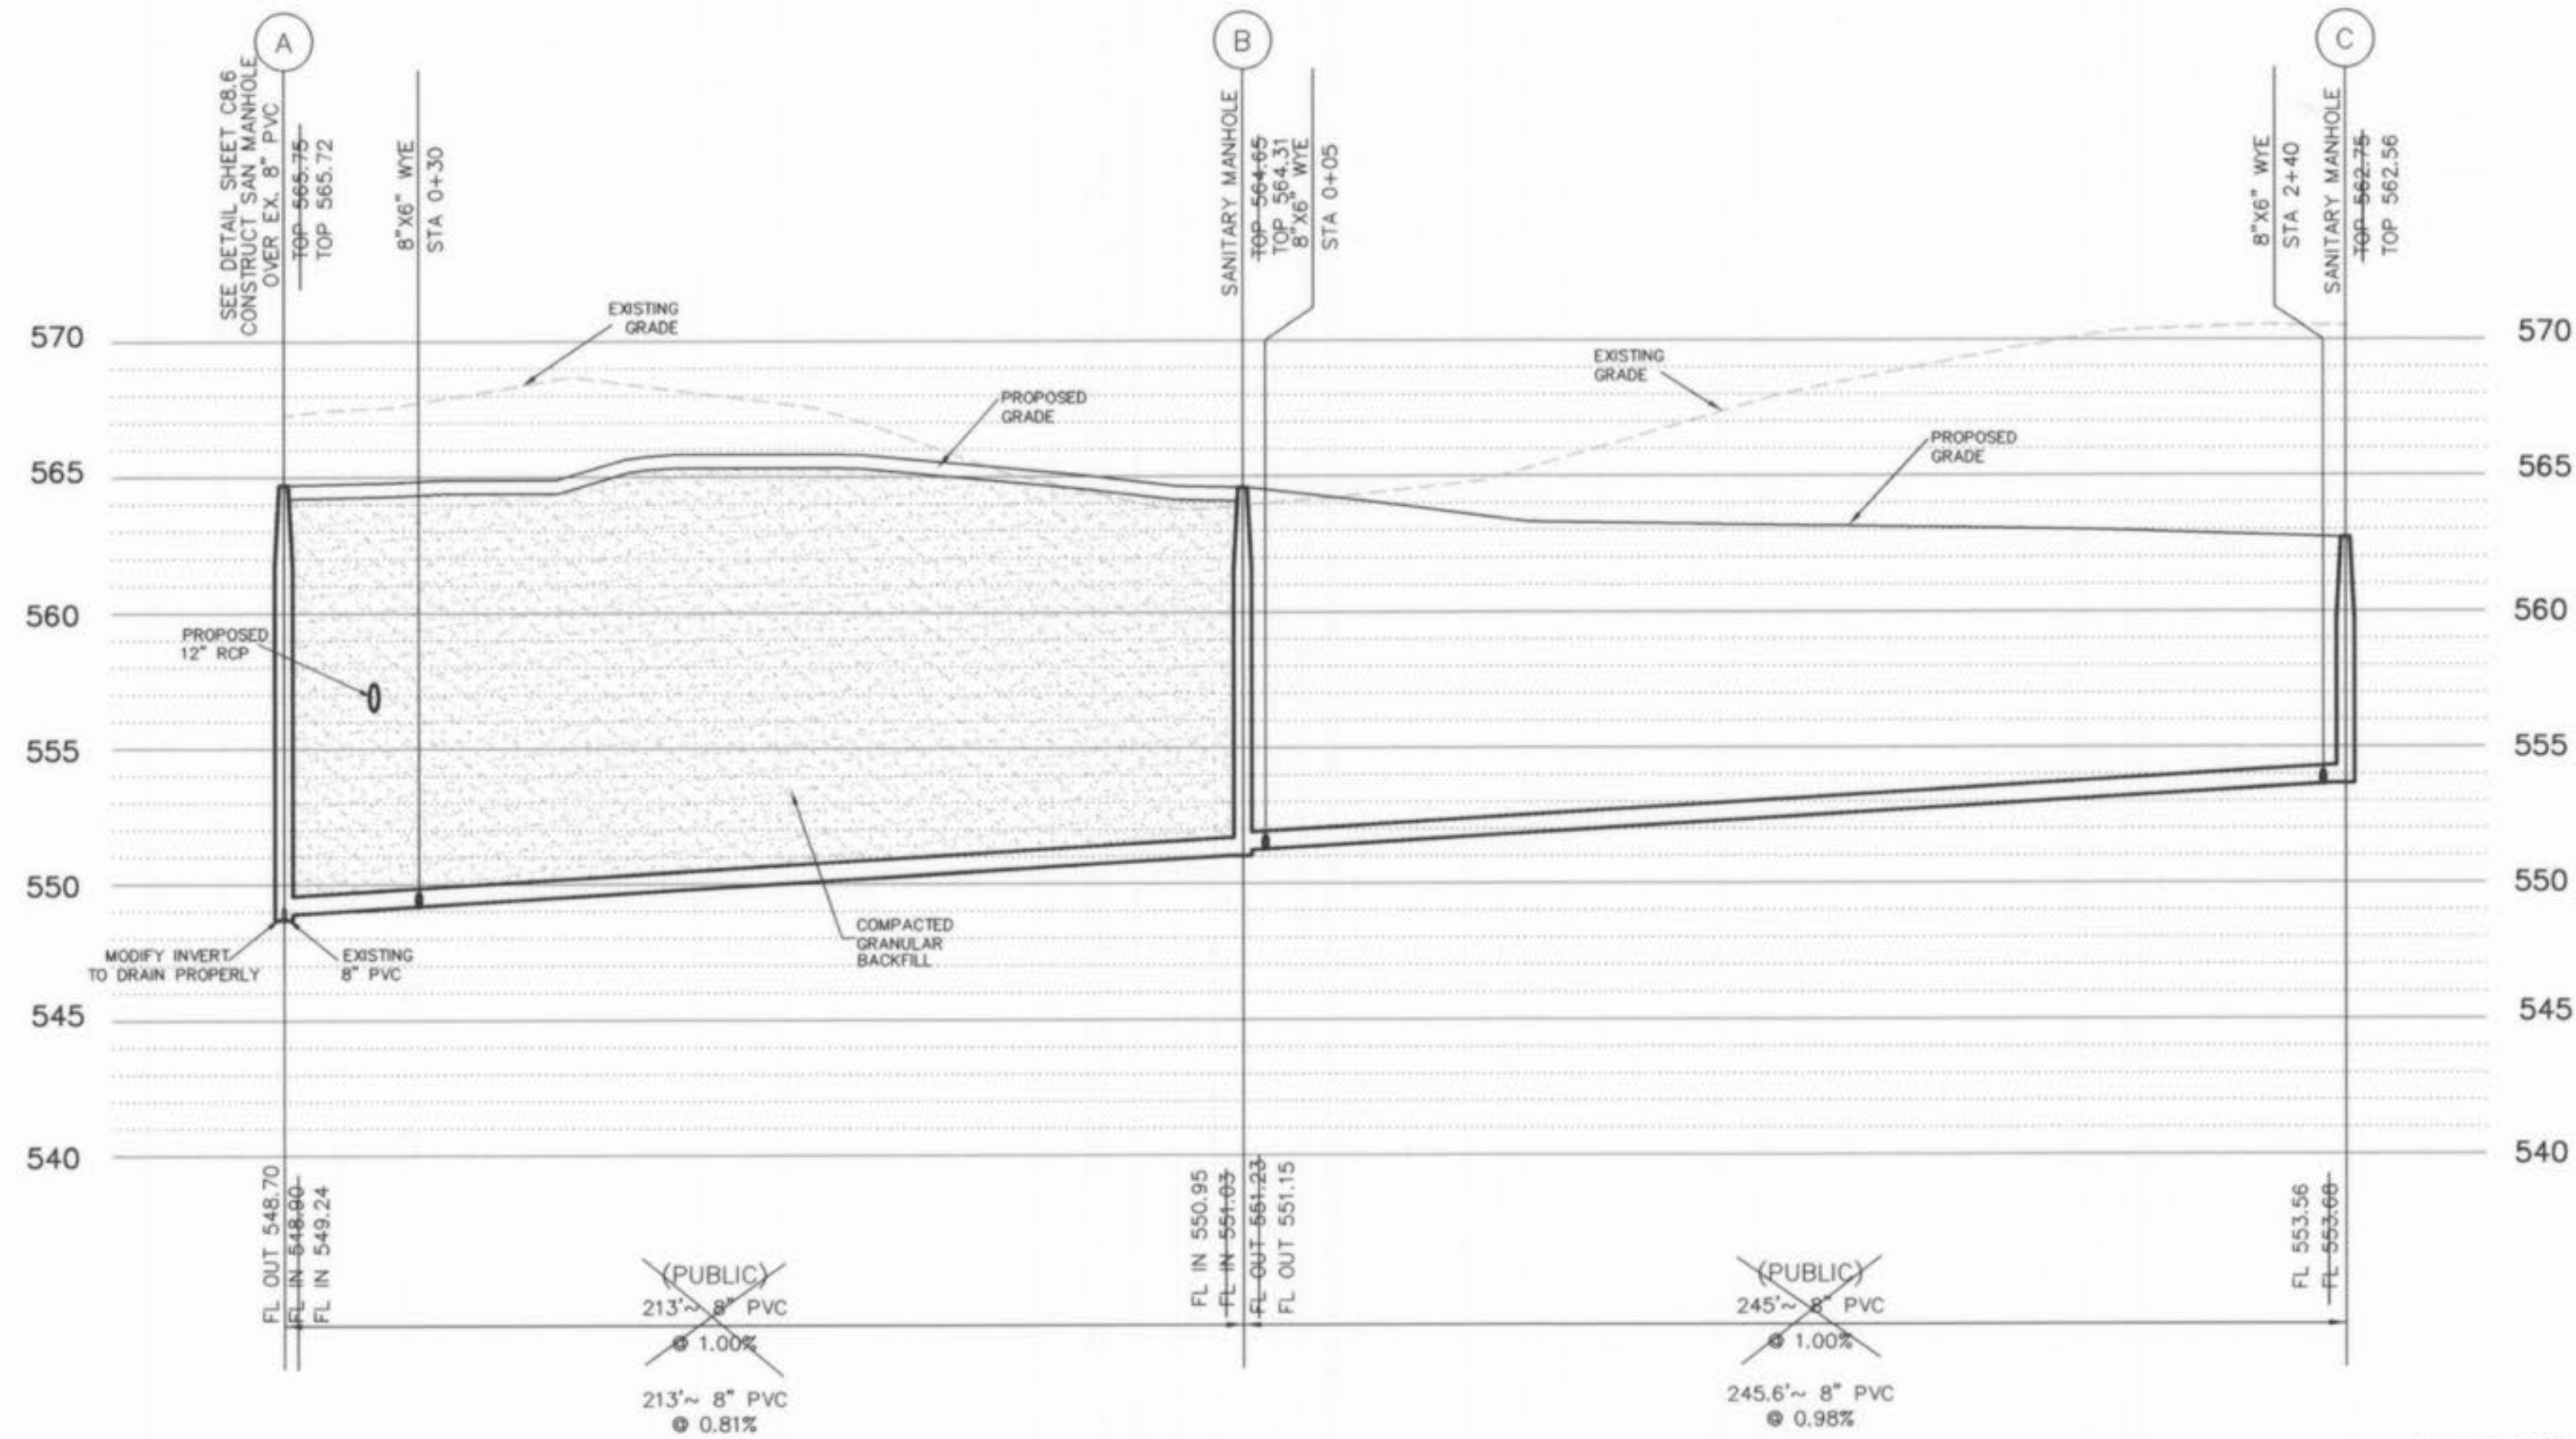 A
B
C
SEE DETAIL SHEET C8.6
CONSTRUCT SAN MANHOLE
OVER EX. 8" PVC
TOP 565.75
TOP 565.72
8"X6" WYE
STA 0+30
SANITARY MANHOLE
TOP 564.65
TOP 564.31
8"X6" WYE
STA 0+05
8"X6" WYE
STA 2+40
SANITARY MANHOLE
TOP 562.75
TOP 562.56
EXISTING
GRADE
PROPOSED
GRADE
EXISTING
GRADE
PROPOSED
GRADE
570
565
560
555
550
545
540
570
565
560
555
550
545
540
PROPOSED
12" RCP
MODIFY INVERT
TO DRAIN PROPERLY
EXISTING
8" PVC
COMPACTED
GRANULAR
BACKFILL
FL OUT 548.70
FL IN 548.90
FL IN 549.24
FL IN 550.95
FL IN 551.03
FL OUT 551.23
FL OUT 551.15
FL 553.56
FL 553.68
(PUBLIC)
213'~ 8" PVC
@ 1.00%
213'~ 8" PVC
@ 0.81%
(PUBLIC)
245'~ 8" PVC
@ 1.00%
245.6'~ 8" PVC
@ 0.98%